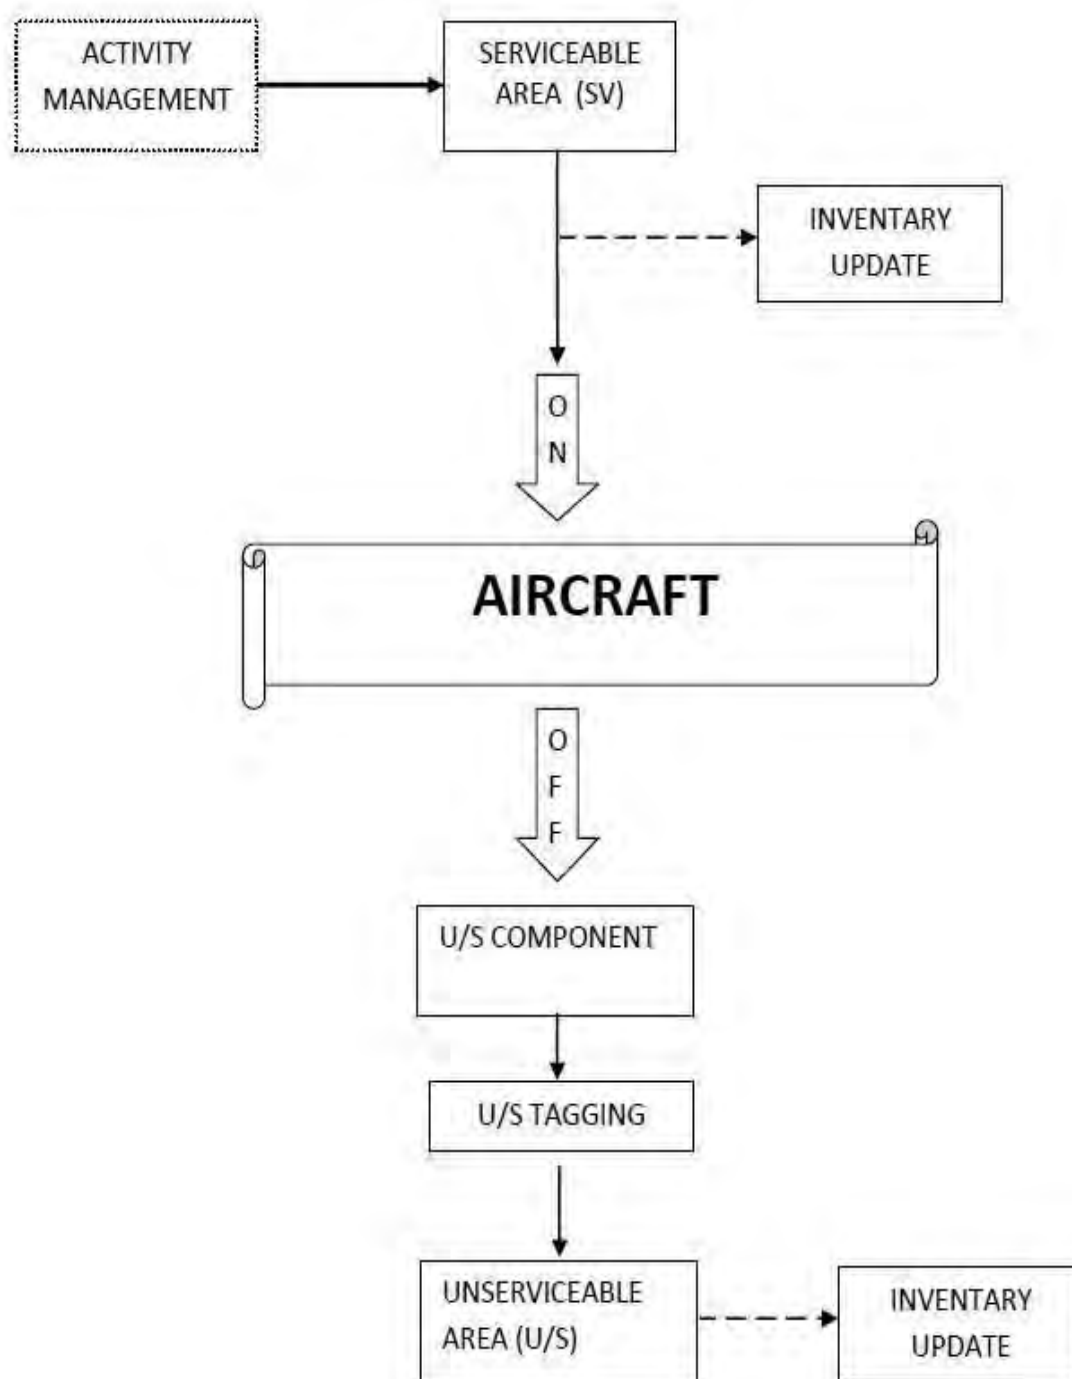 ACTIVITY
MANAGEMENT
SERVICEABLE
AREA (SV)
INVENTARY
UPDATE
O
N
AIRCRAFT
O
F
F
U/S COMPONENT
U/S TAGGING
UNSERVICEABLE
AREA (U/S)
INVENTARY
UPDATE